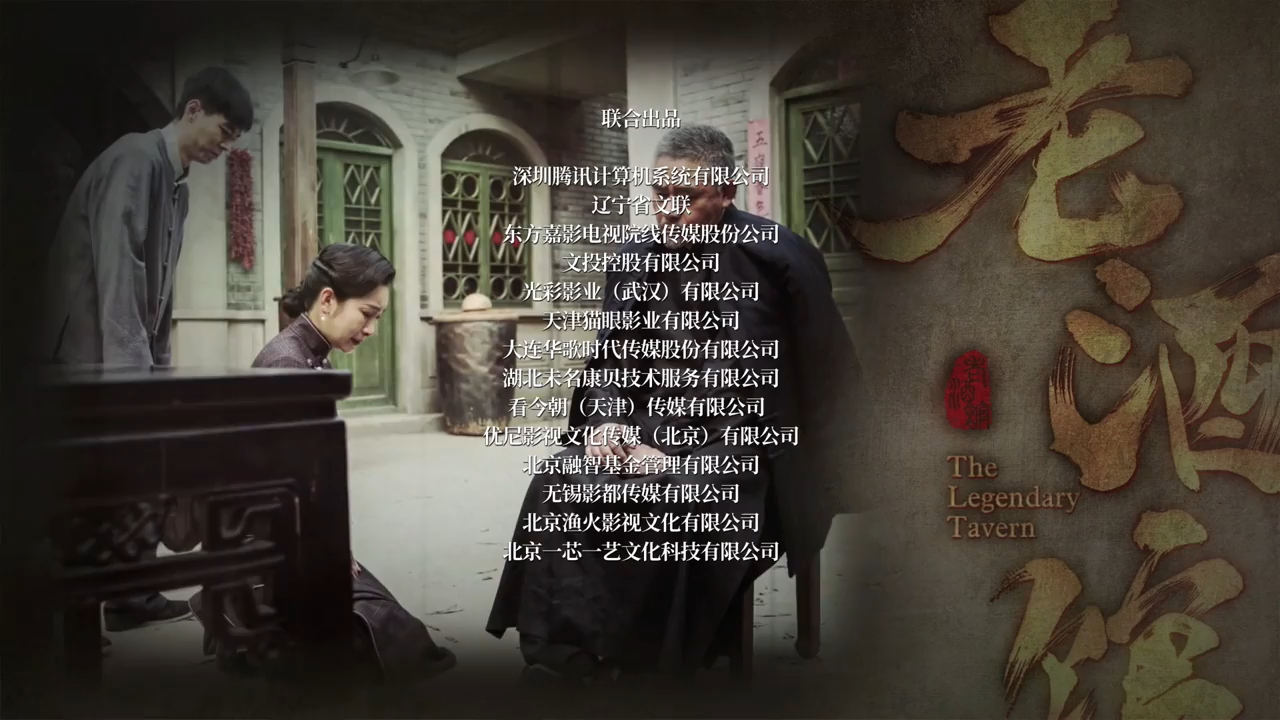 联合出品
深圳腾讯计算机系统有限公司
辽宁省文联
东方嘉影电视院线传媒股份公司
文投控股有限公司
光彩影业（武汉）有限公司
天津猫眼影业有限公司
大连华歌时代传媒股份有限公司
湖北未名康贝技术服务有限公司
看今朝（天津）传媒有限公司
优尼影视文化传媒（北京）有限公司
北京融智基金管理有限公司
无锡影都传媒有限公司
北京渔火影视文化有限公司
北京一芯一艺文化科技有限公司
五
老酒馆
老酒馆
The
Legendary
Tavern